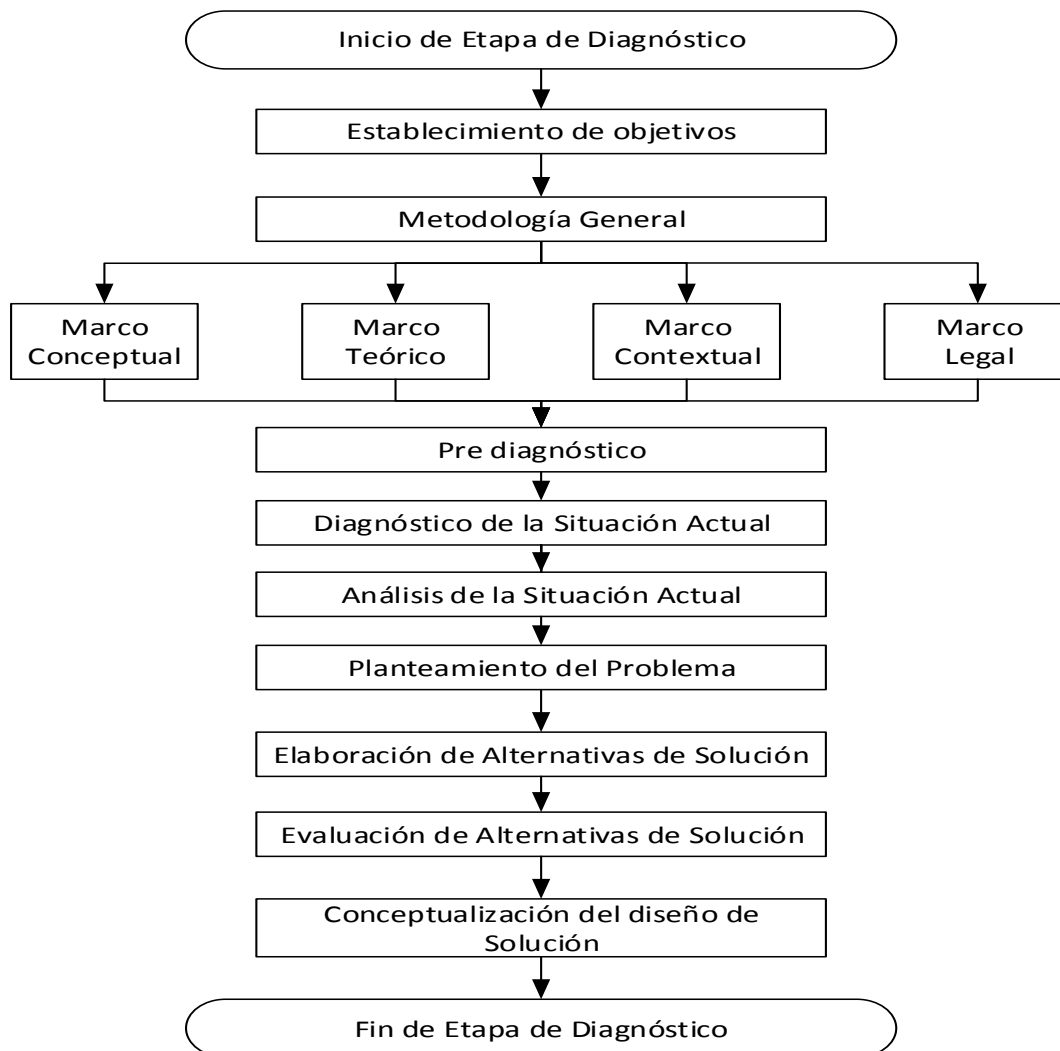 Inicio de Etapa de Diagnóstico
Establecimiento de objetivos
Metodología General
Marco
Conceptual
Marco
Teórico
Marco
Contextual
Marco
Legal
Pre diagnóstico
Diagnóstico de la Situación Actual
Análisis de la Situación Actual
Planteamiento del Problema
Elaboración de Alternativas de Solución
Evaluación de Alternativas de Solución
Conceptualización del diseño de
Solución
Fin de Etapa de Diagnóstico